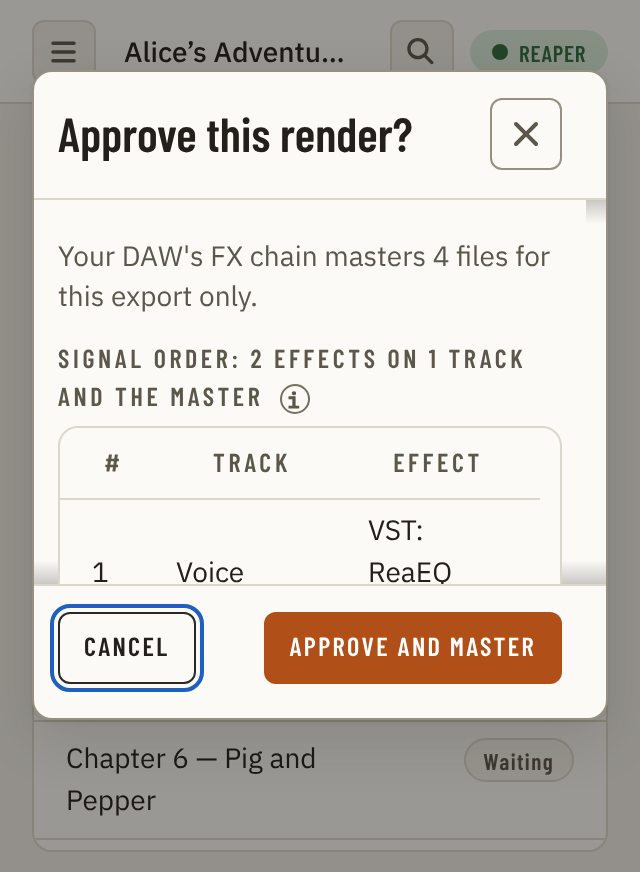 Alice’s Adventu...
REAPER
Approve this render?
Your DAW's FX chain masters 4 files for
this export only.
SIGNAL ORDER: 2 EFFECTS ON 1 TRACK
AND THE MASTER
# TRACK EFFECT
VST:
1 Voice ReaEQ
CANCEL APPROVE AND MASTER
Chapter 6 — Pig and
Pepper
Waiting